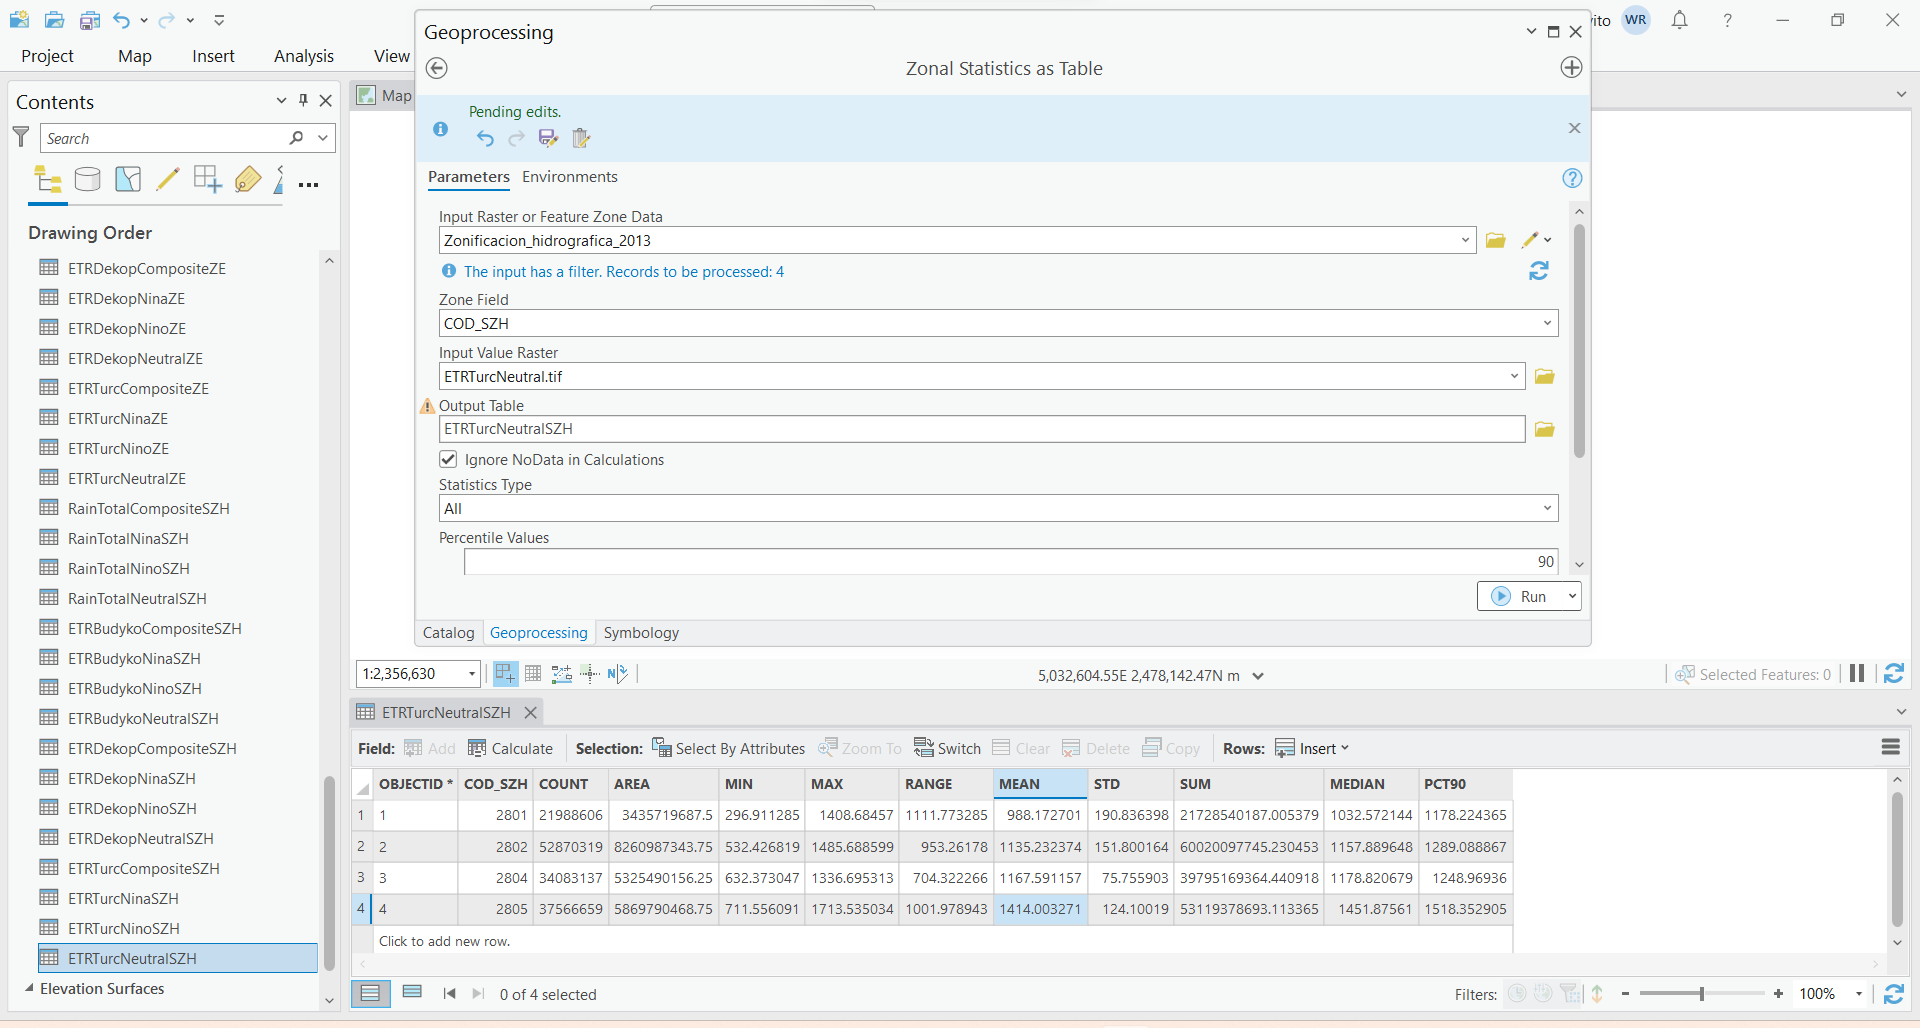 ito WR ?
Project Map Insert Analysis View
Geoprocessing
Zonal Statistics as Table
Pending edits.
Parameters Environments
Input Raster or Feature Zone Data
Zonificacion_hidrografica_2013
The input has a filter. Records to be processed: 4
Zone Field
COD_SZH
Input Value Raster
ETRTurcNeutral.tif
Output Table
ETRTurcNeutralSZH
Ignore NoData in Calculations
Statistics Type
All
Percentile Values
90
Run
Catalog Geoprocessing Symbology
Contents
Search
Drawing Order
ETRDekopCompositeZE
ETRDekopNinaZE
ETRDekopNinoZE
ETRDekopNeutralZE
ETRTurcCompositeZE
ETRTurcNinaZE
ETRTurcNinoZE
ETRTurcNeutralZE
RainTotalCompositeSZH
RainTotalNinaSZH
RainTotalNinoSZH
RainTotalNeutralSZH
ETRBudykoCompositeSZH
ETRBudykoNinaSZH
ETRBudykoNinoSZH
ETRBudykoNeutralSZH
ETRDekopCompositeSZH
ETRDekopNinaSZH
ETRDekopNinoSZH
ETRDekopNeutralSZH
ETRTurcCompositeSZH
ETRTurcNinaSZH
ETRTurcNinoSZH
ETRTurcNeutralSZH
Elevation Surfaces
Map
1:2,356,630 5,032,604.55E 2,478,142.47N m Selected Features: 0
ETRTurcNeutralSZH
Field: Add Calculate Selection: Select By Attributes Zoom To Switch Clear Delete Copy Rows: Insert
OBJECTID * COD_SZH COUNT AREA MIN MAX RANGE MEAN STD SUM MEDIAN PCT90
1 1 2801 21988606 3435719687.5 296.911285 1408.68457 1111.773285 988.172701 190.836398 21728540187.005379 1032.572144 1178.224365
2 2 2802 52870319 8260987343.75 532.426819 1485.688599 953.26178 1135.232374 151.800164 60020097745.230453 1157.889648 1289.088867
3 3 2804 34083137 5325490156.25 632.373047 1336.695313 704.322266 1167.591157 75.755903 39795169364.440918 1178.820679 1248.96936
4 4 2805 37566659 5869790468.75 711.556091 1713.535034 1001.978943 1414.003271 124.10019 53119378693.113365 1451.87561 1518.352905
Click to add new row.
0 of 4 selected Filters: 100%